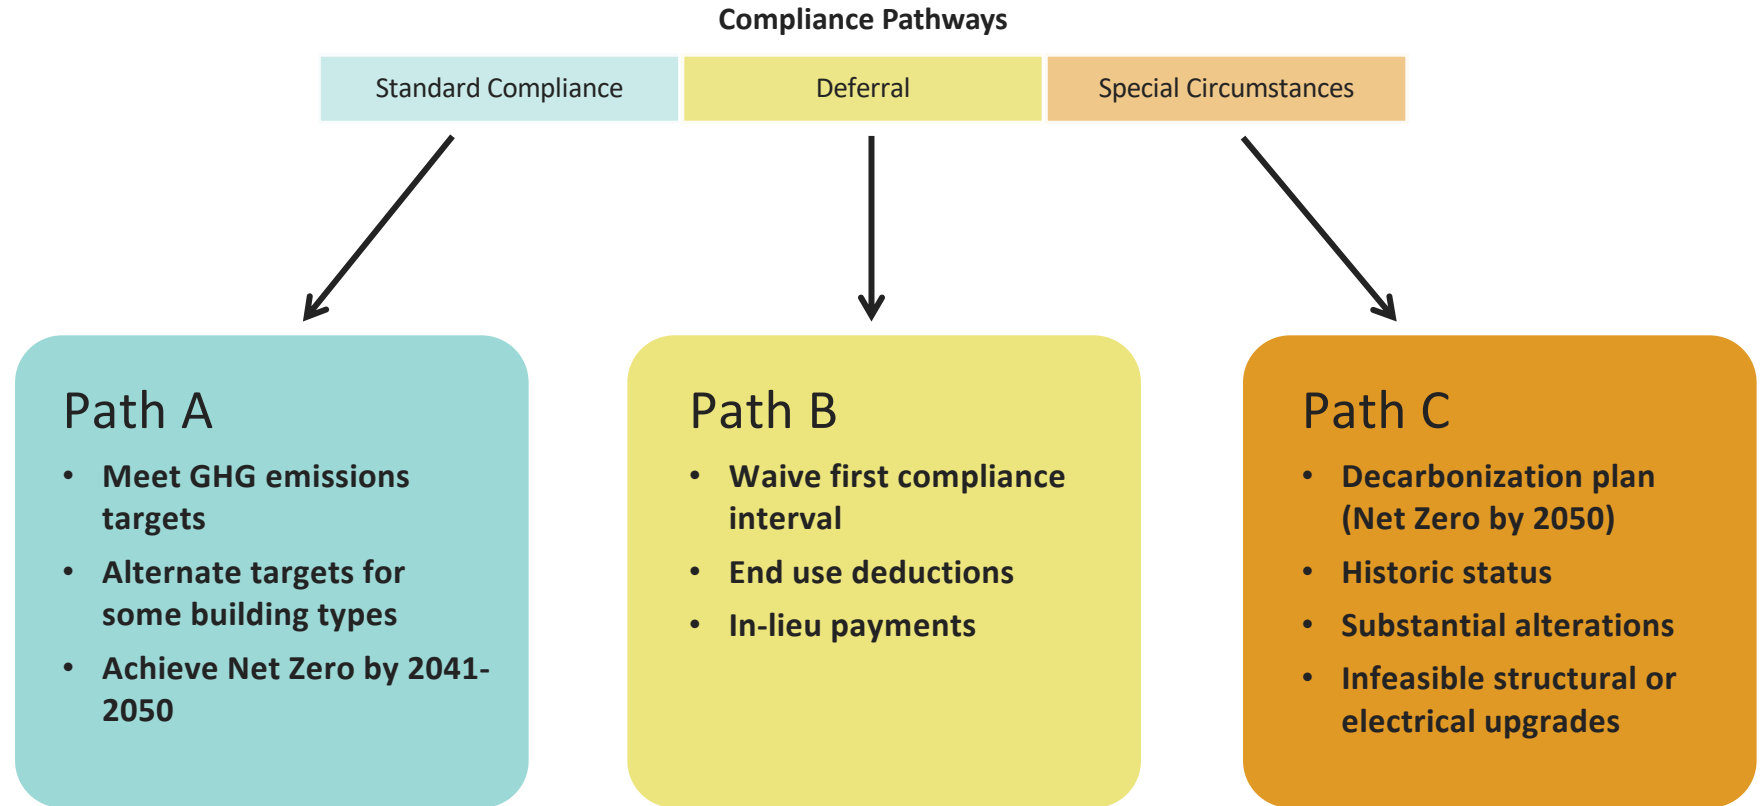 Compliance Pathways
Standard Compliance
Deferral
Special Circumstances
Path A
• Meet GHG emissions
targets
• Alternate targets for
some building types
• Achieve Net Zero by 2041-
2050
Path B
• Waive first compliance
interval
• End use deductions
• In-lieu payments
Path C
• Decarbonization plan
(Net Zero by 2050)
• Historic status
• Substantial alterations
• Infeasible structural or
electrical upgrades